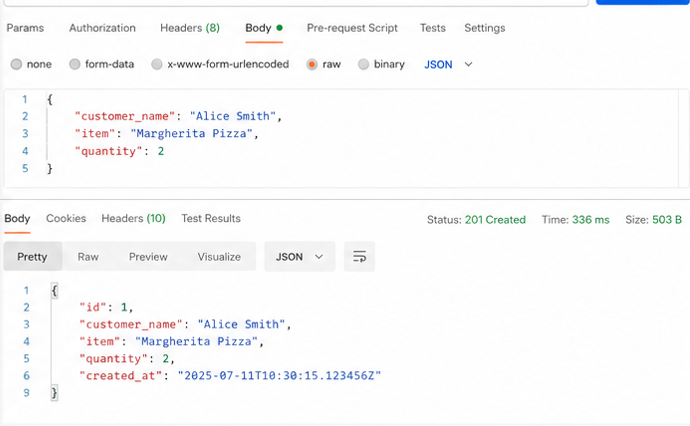 Params Authorization Headers (8) Body Pre-request Script Tests Settings
none form-data x-www-form-urlencoded raw binary JSON
1 {
2 "customer_name": "Alice Smith",
3 "item": "Margherita Pizza",
4 "quantity": 2
5 }
Body Cookies Headers (10) Test Results Status: 201 Created Time: 336 ms Size: 503 B
Pretty Raw Preview Visualize JSON
1 {
2 "id": 1,
3 "customer_name": "Alice Smith",
4 "item": "Margherita Pizza",
5 "quantity": 2,
6 "created_at": "2025-07-11T10:30:15.123456Z"
9 }